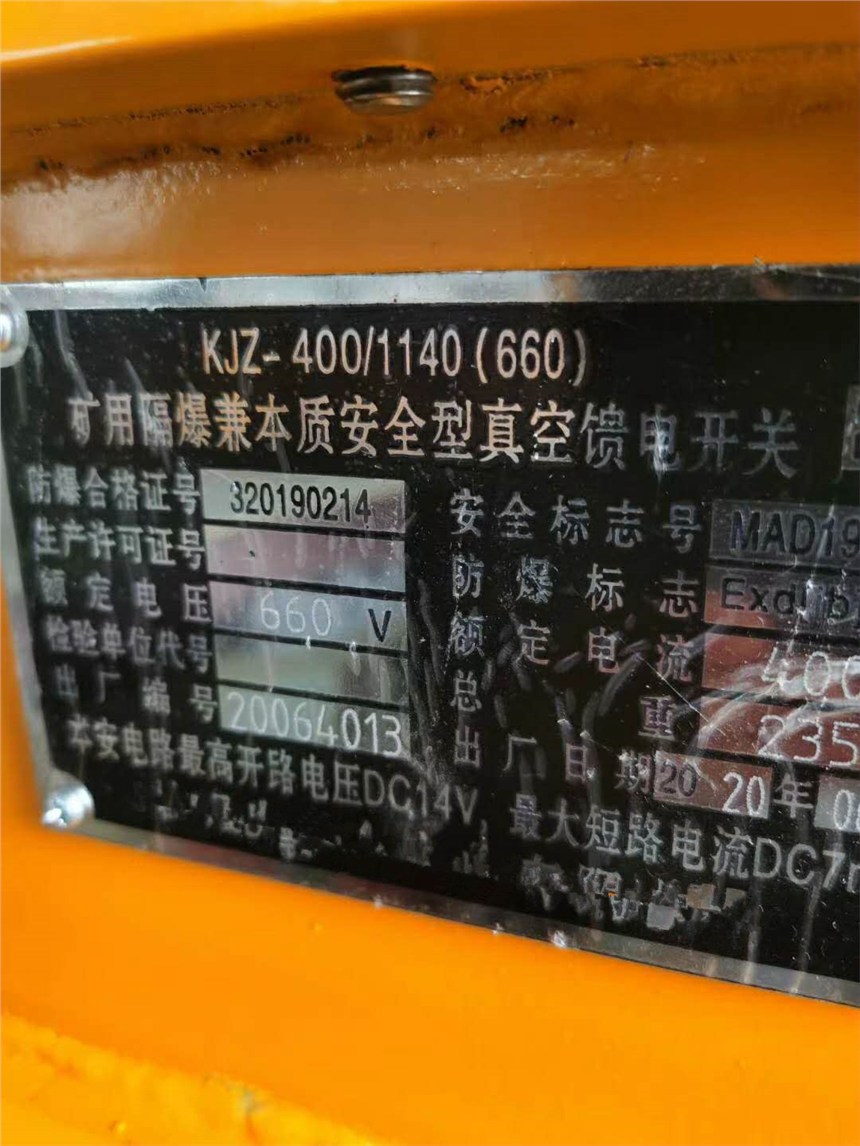 KJZ-400/1140(660)
矿用隔爆兼本质安全型真空馈电开关
防爆合格证号 320190214 安全标志号 MAD19
生产许可证号 防爆标志 Exd
额定电压 660 V 额定电流 400
检验单位代号 总重 235
出厂编号 20064013 出厂日期 2020年
本安电路最高开路电压DC14V 最大短路电流DC7